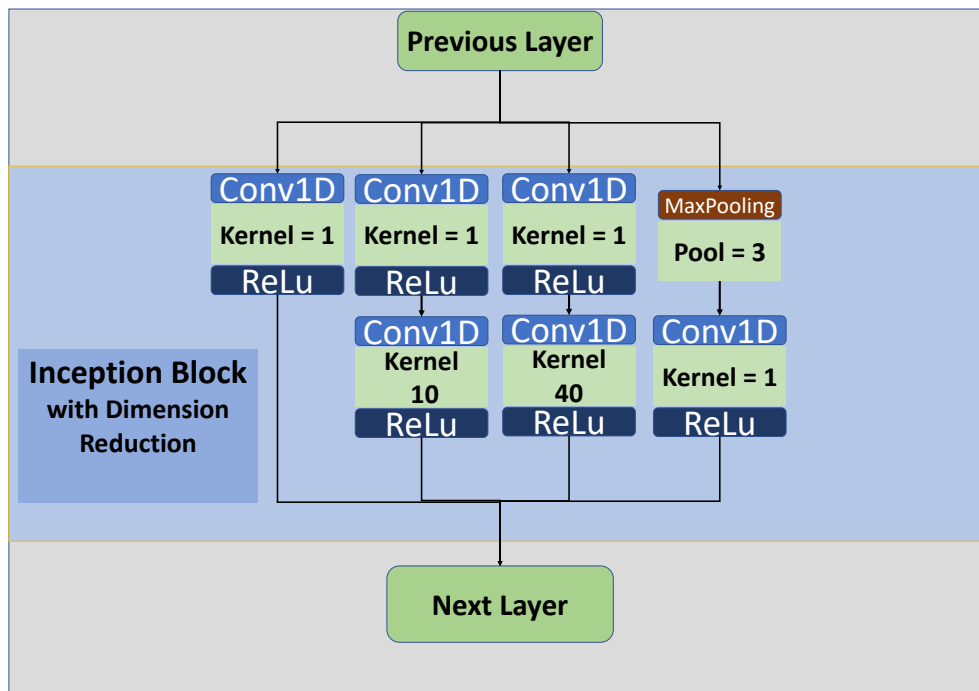 Previous Layer
Conv1D
Kernel = 1
ReLu
Conv1D
Kernel = 1
ReLu
Conv1D
Kernel
10
ReLu
Conv1D
Kernel = 1
ReLu
Conv1D
Kernel
40
ReLu
MaxPooling
Pool = 3
Conv1D
Kernel = 1
ReLu
Inception Block
with Dimension
Reduction
Next Layer